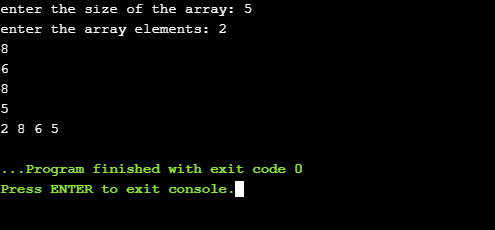 enter the size of the array: 5
enter the array elements: 2
8
6
8
5
2 8 6 5
...Program finished with exit code 0
Press ENTER to exit console.